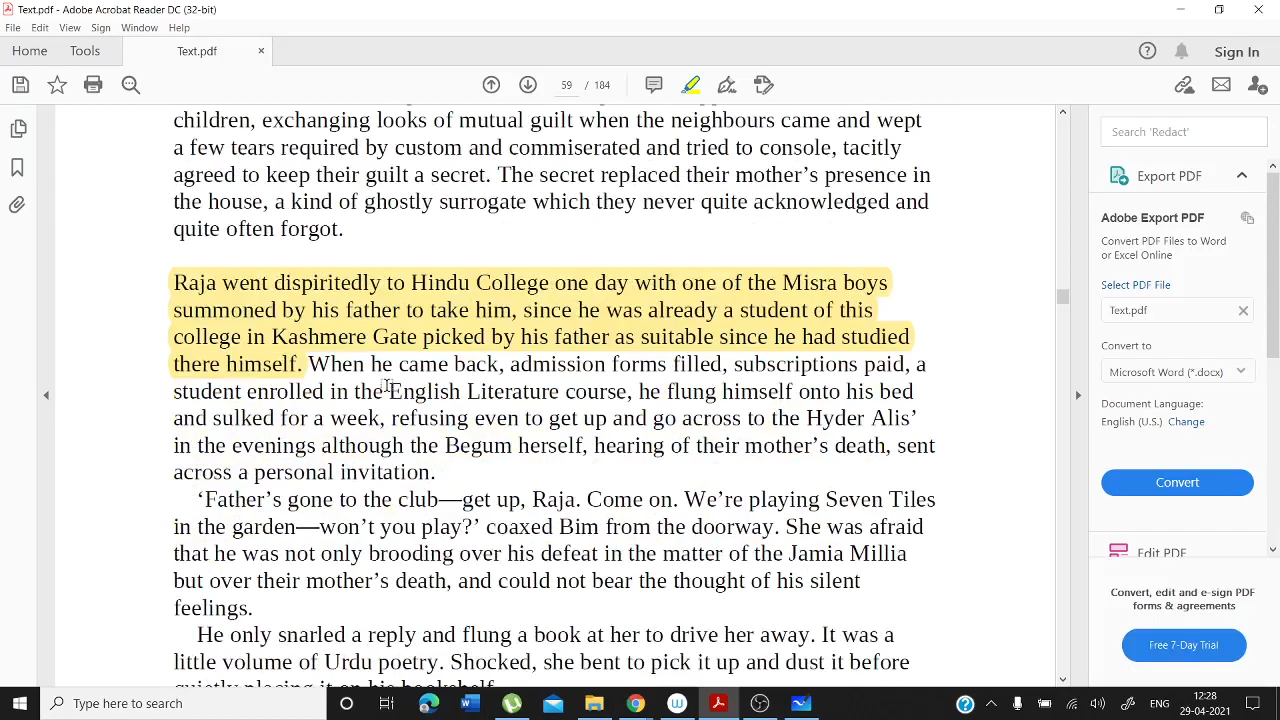 Text.pdf - Adobe Acrobat Reader DC (32-bit)
File Edit View Sign Window Help
Home Tools Text.pdf × Sign In
59 / 184
children, exchanging looks of mutual guilt when the neighbours came and wept
a few tears required by custom and commiserated and tried to console, tacitly
agreed to keep their guilt a secret. The secret replaced their mother’s presence in
the house, a kind of ghostly surrogate which they never quite acknowledged and
quite often forgot.
Raja went dispiritedly to Hindu College one day with one of the Misra boys
summoned by his father to take him, since he was already a student of this
college in Kashmere Gate picked by his father as suitable since he had studied
there himself. When he came back, admission forms filled, subscriptions paid, a
student enrolled in the English Literature course, he flung himself onto his bed
and sulked for a week, refusing even to get up and go across to the Hyder Alis’
in the evenings although the Begum herself, hearing of their mother’s death, sent
across a personal invitation.
‘Father’s gone to the club—get up, Raja. Come on. We’re playing Seven Tiles
in the garden—won’t you play?’ coaxed Bim from the doorway. She was afraid
that he was not only brooding over his defeat in the matter of the Jamia Millia
but over their mother’s death, and could not bear the thought of his silent
feelings.
He only snarled a reply and flung a book at her to drive her away. It was a
little volume of Urdu poetry. Shocked, she bent to pick it up and dust it before
quietly placing it on his bookshelf.
Search 'Redact'
Export PDF
Adobe Export PDF
Convert PDF Files to Word
or Excel Online
Select PDF File
Text.pdf
Convert to
Microsoft Word (*.docx)
Document Language:
English (U.S.) Change
Convert
Edit PDF
Convert, edit and e-sign PDF
forms & agreements
Free 7-Day Trial
Type here to search
ENG
12:28
29-04-2021